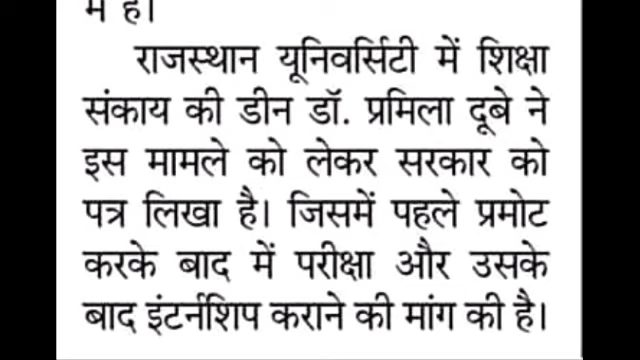 में है।
राजस्थान यूनिवर्सिटी में शिक्षा
संकाय की डीन डॉ. प्रमिला दूबे ने
इस मामले को लेकर सरकार को
पत्र लिखा है। जिसमें पहले प्रमोट
करके बाद में परीक्षा और उसके
बाद इंटर्नशिप कराने की मांग की है।